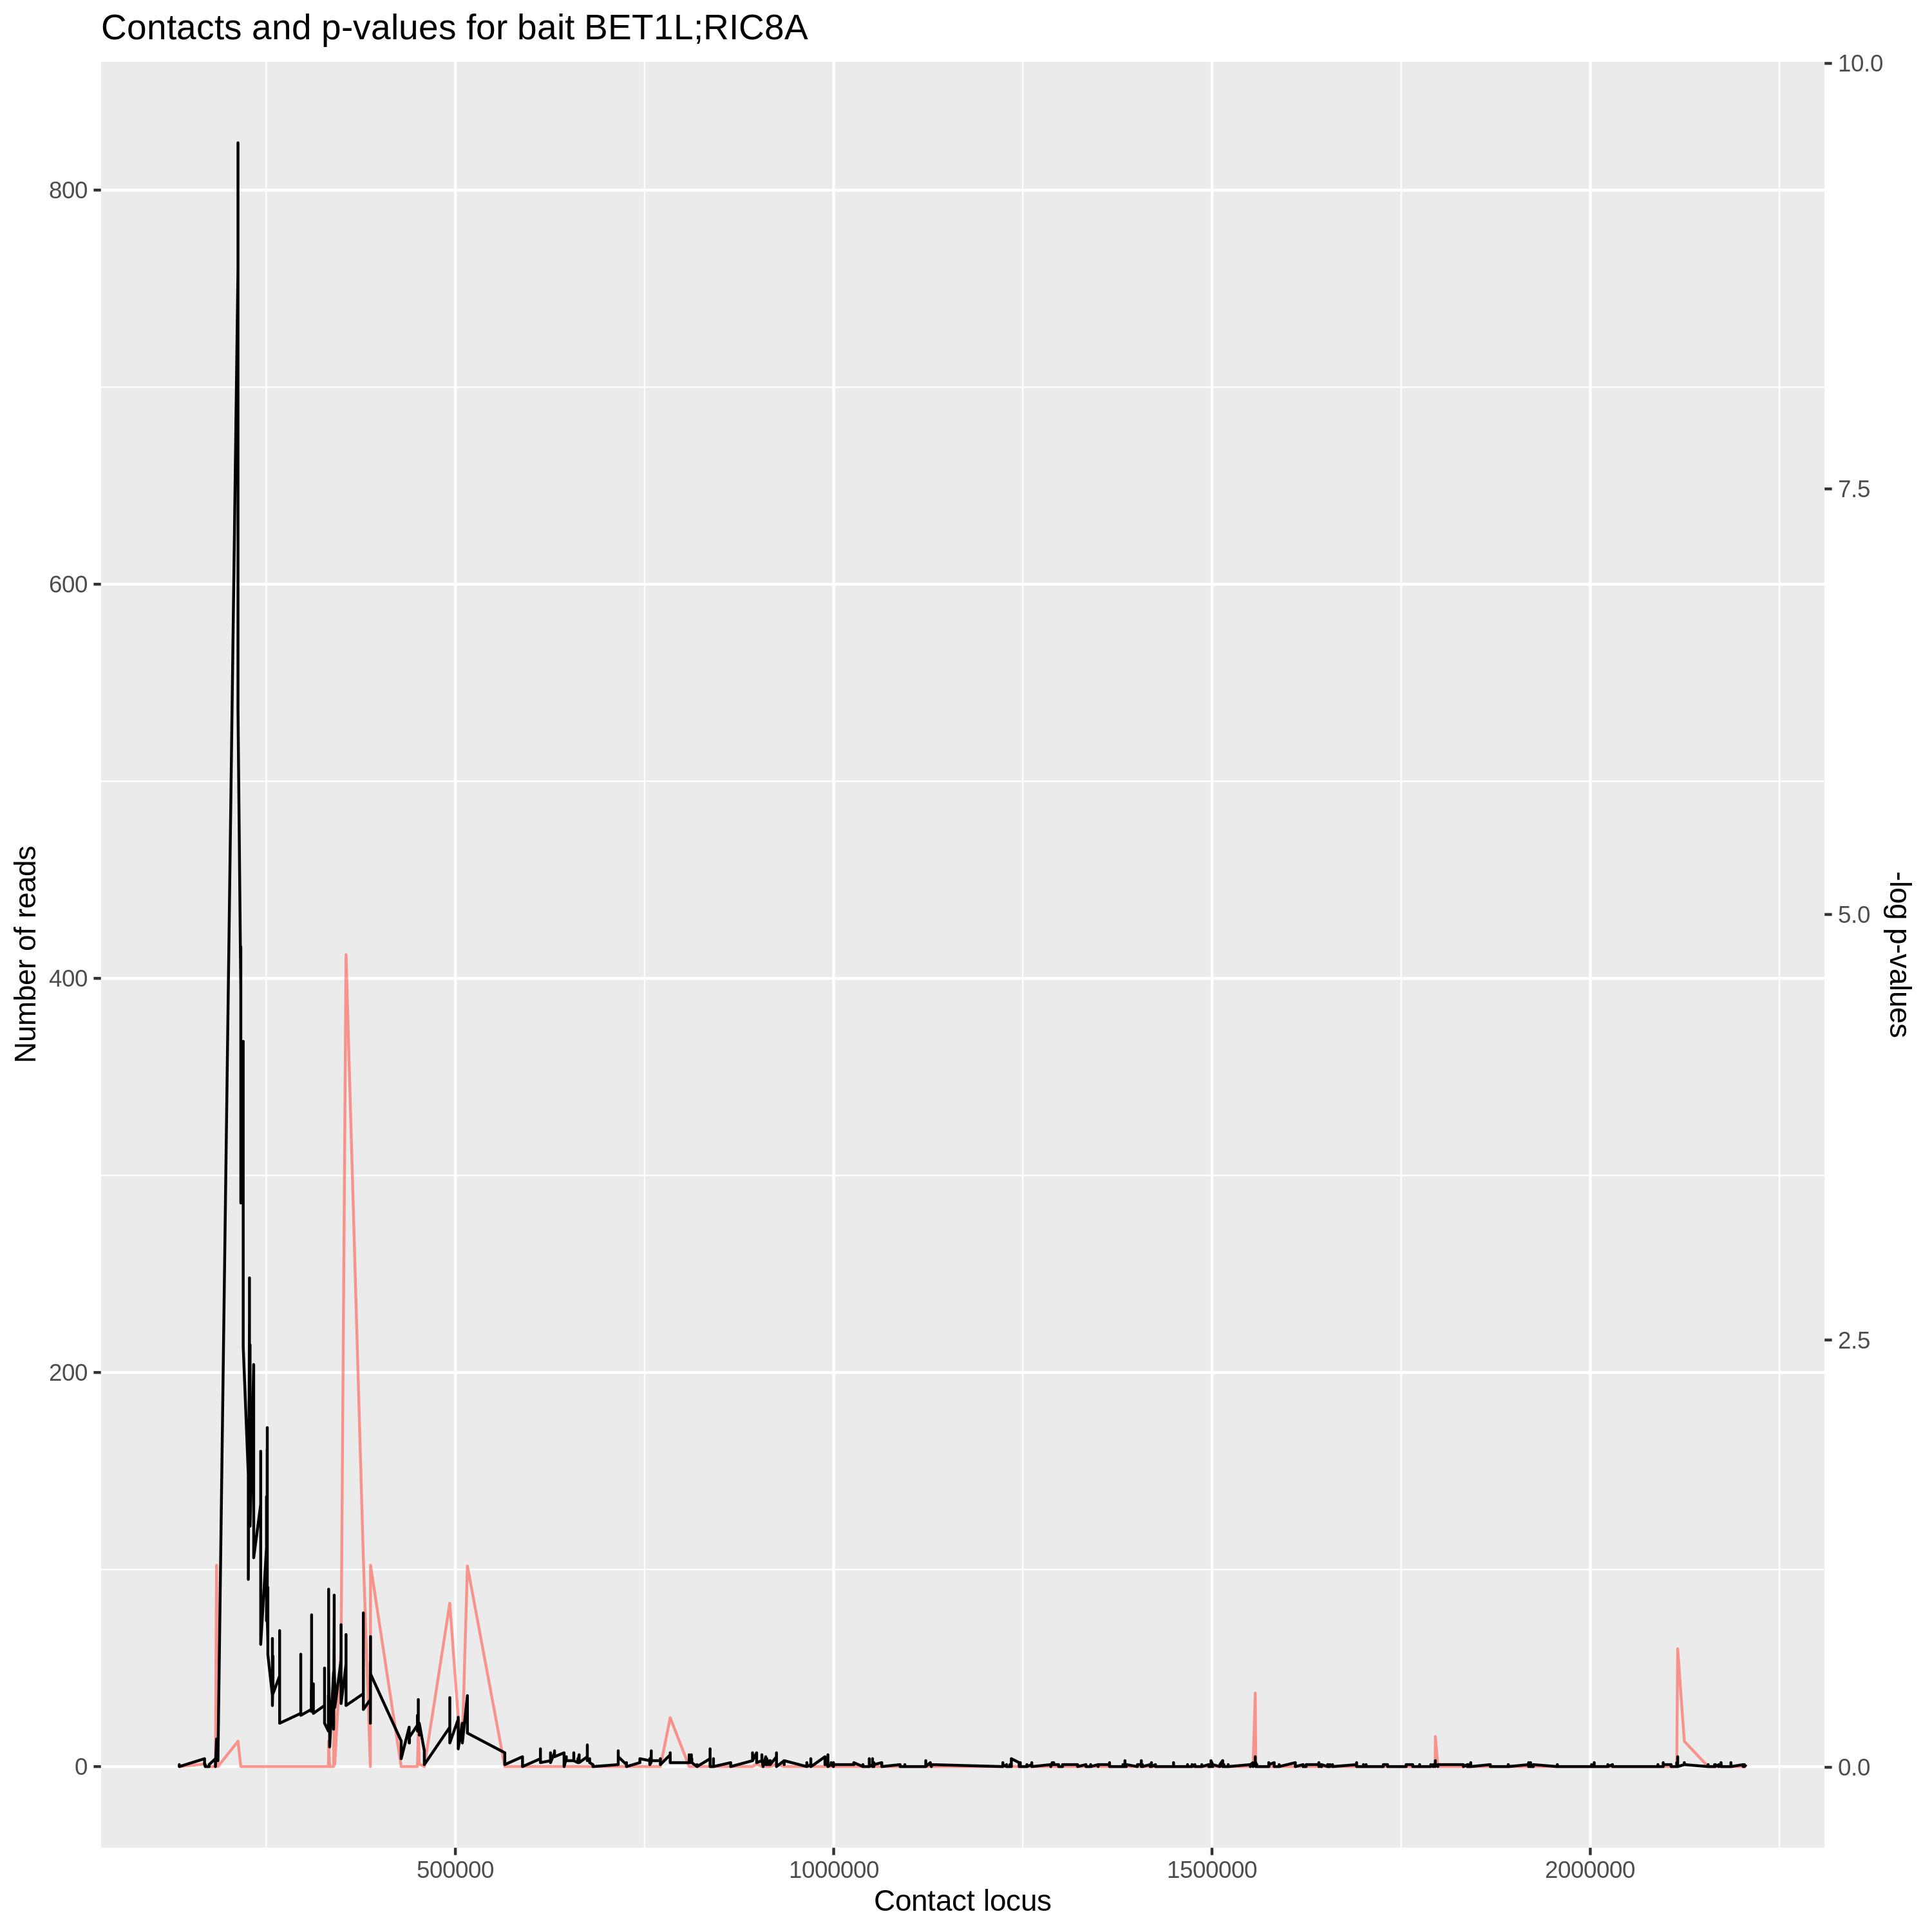 Contacts and p-values for bait BET1L;RIC8A
10.0
800
7.5
600
Number of reads
5.0
-log p-values
400
2.5
200
0
0.0
500000 1000000 1500000 2000000
Contact locus